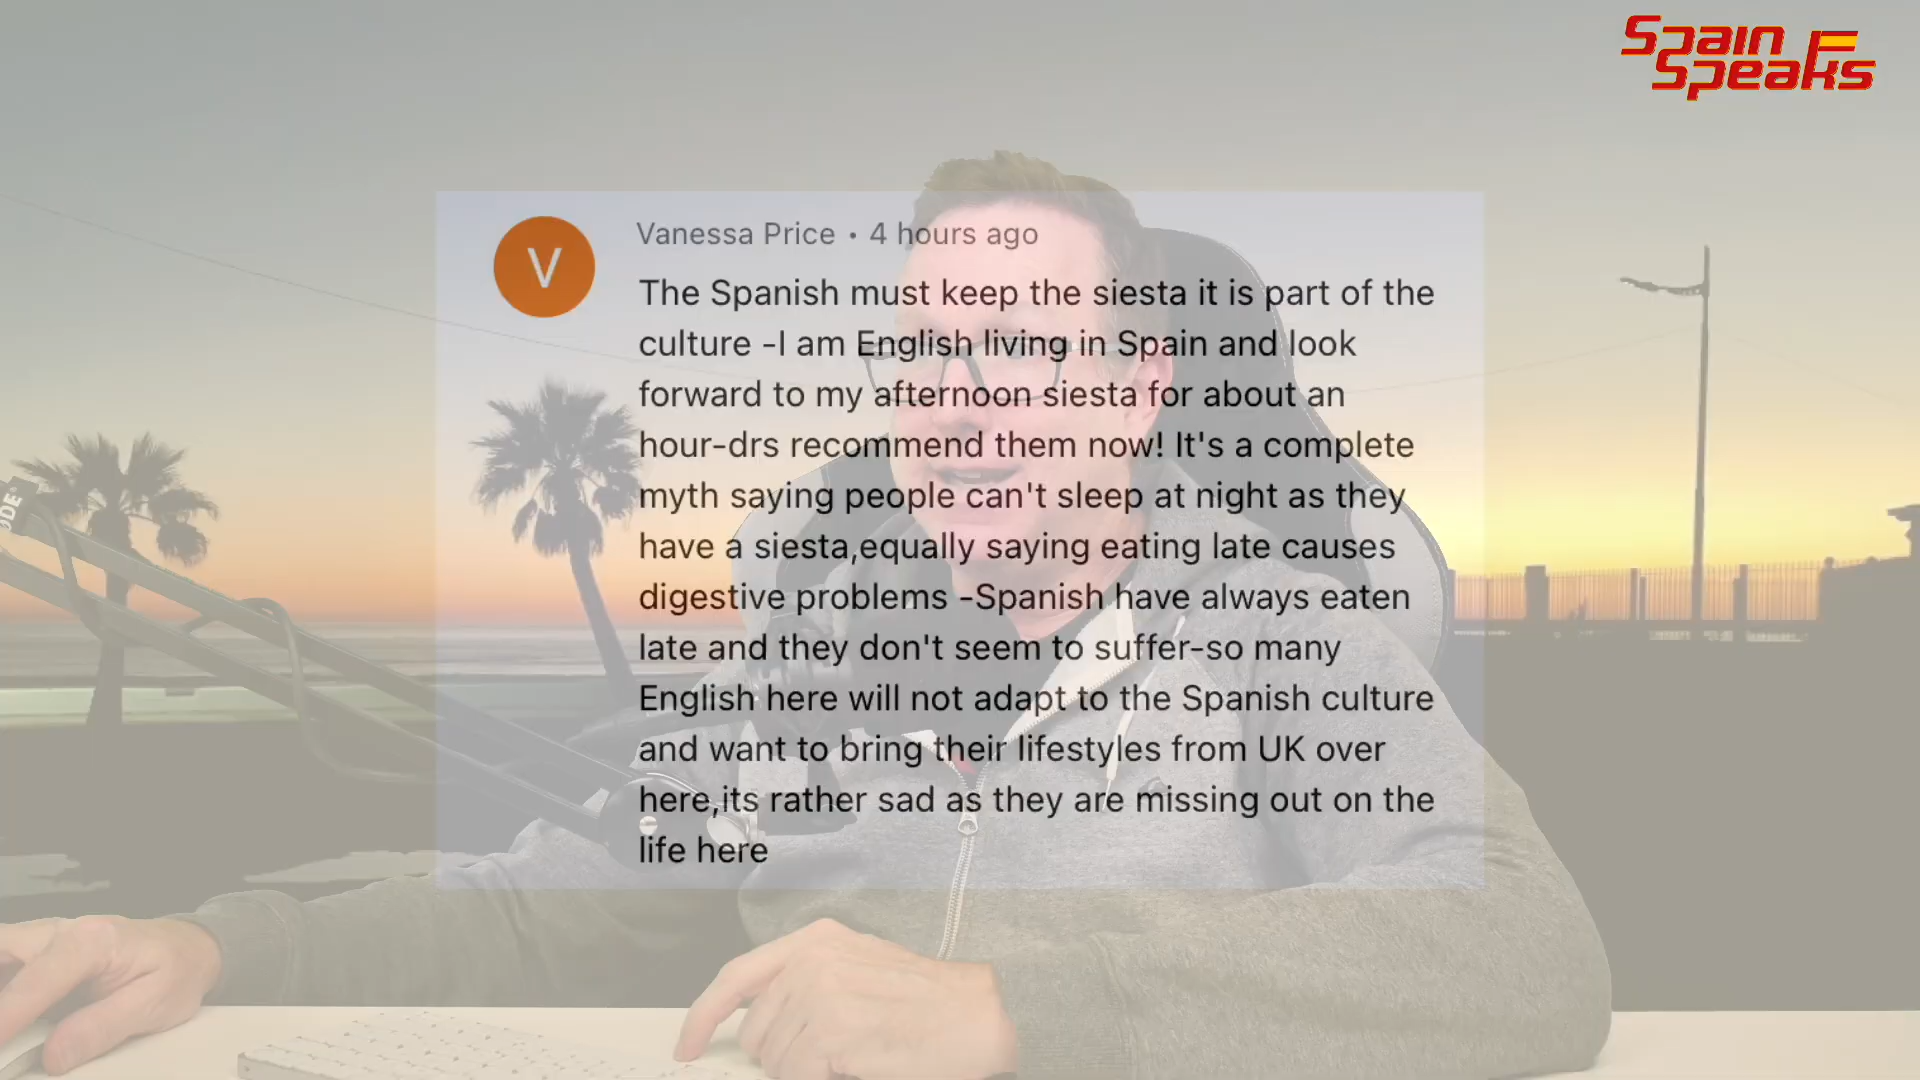 Spain
Speaks
V
Vanessa Price • 4 hours ago
The Spanish must keep the siesta it is part of the
culture -I am English living in Spain and look
forward to my afternoon siesta for about an
hour-drs recommend them now! It's a complete
myth saying people can't sleep at night as they
have a siesta,equally saying eating late causes
digestive problems -Spanish have always eaten
late and they don't seem to suffer-so many
English here will not adapt to the Spanish culture
and want to bring their lifestyles from UK over
here,its rather sad as they are missing out on the
life here